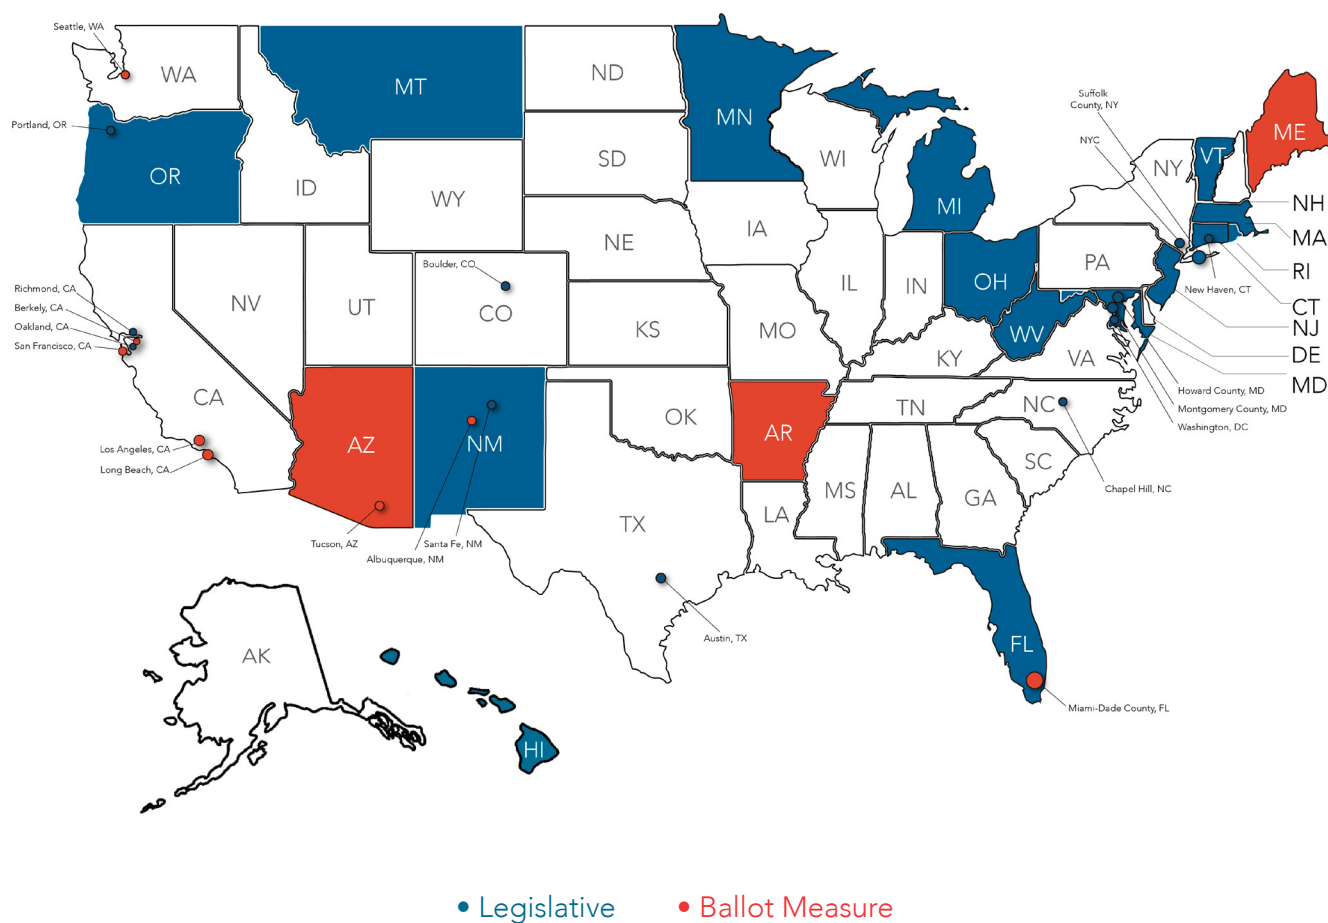 Seattle, WA
WA
MT
ND
MN
Suffolk
County, NY
ME
Portland, OR
NYC
NY
VT
OR
ID
SD
WI
WY
MI
NH
IA
MA
NE
PA
RI
Boulder, CO
New Haven, CT
Richmond, CA
NV
UT
CO
IL
IN
OH
CT
Berkely, CA
NJ
Oakland, CA
KS
MO
WV
San Francisco, CA
KY
VA
DE
MD
CA
Howard County, MD
NC
TN
Montgomery County, MD
OK
AR
Washington, DC
AZ
NM
Los Angeles, CA
SC
Long Beach, CA
MS
AL
GA
Chapel Hill, NC
LA
TX
Tucson, AZ
Santa Fe, NM
Albuquerque, NM
Austin, TX
FL
AK
Miami-Dade County, FL
HI
• Legislative
• Ballot Measure